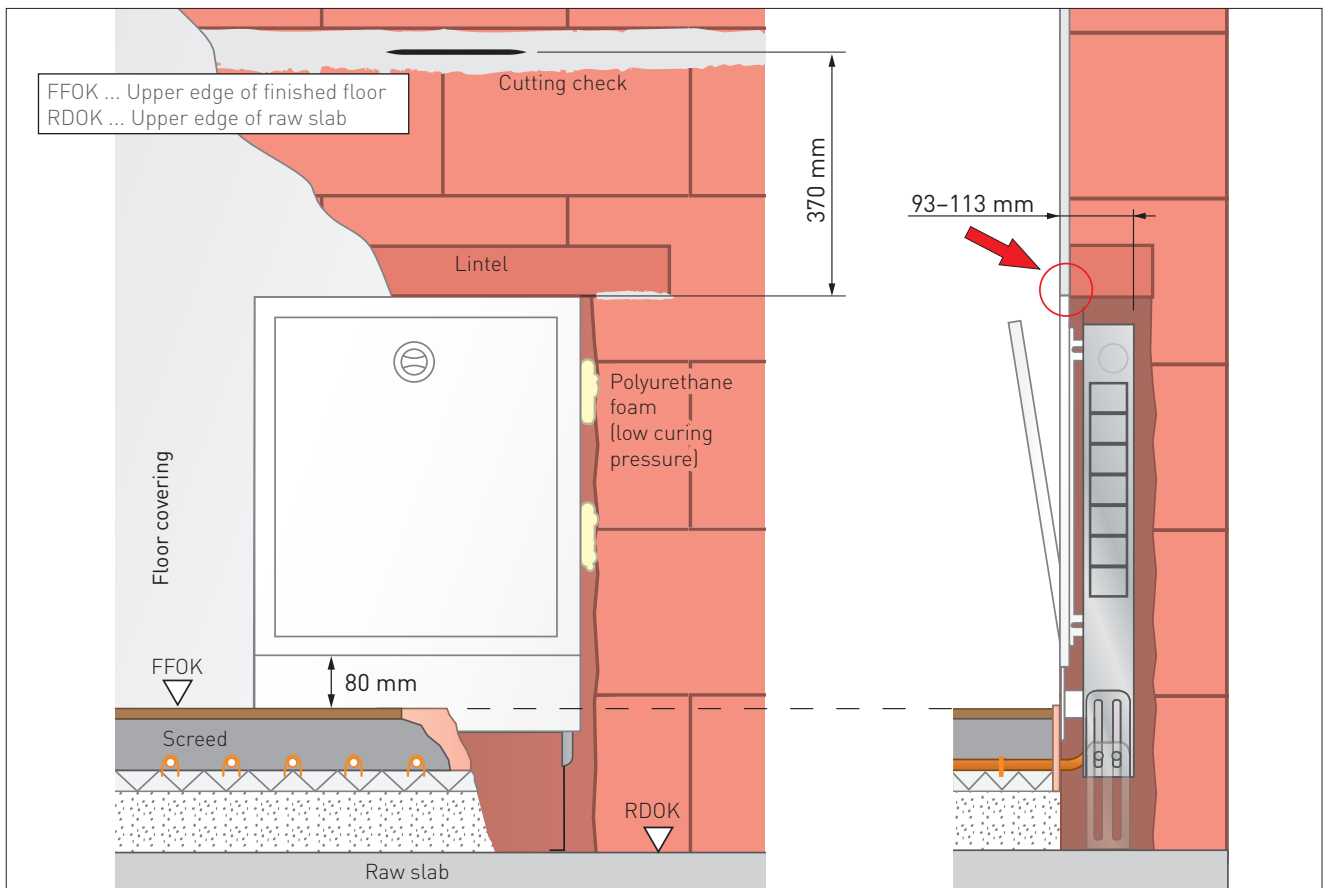 FFOK ... Upper edge of finished floor
RDOK ... Upper edge of raw slab
Cutting check
370 mm
93–113 mm
Lintel
Polyurethane
foam
(low curing
pressure)
Floor covering
FFOK
80 mm
Screed
RDOK
Raw slab